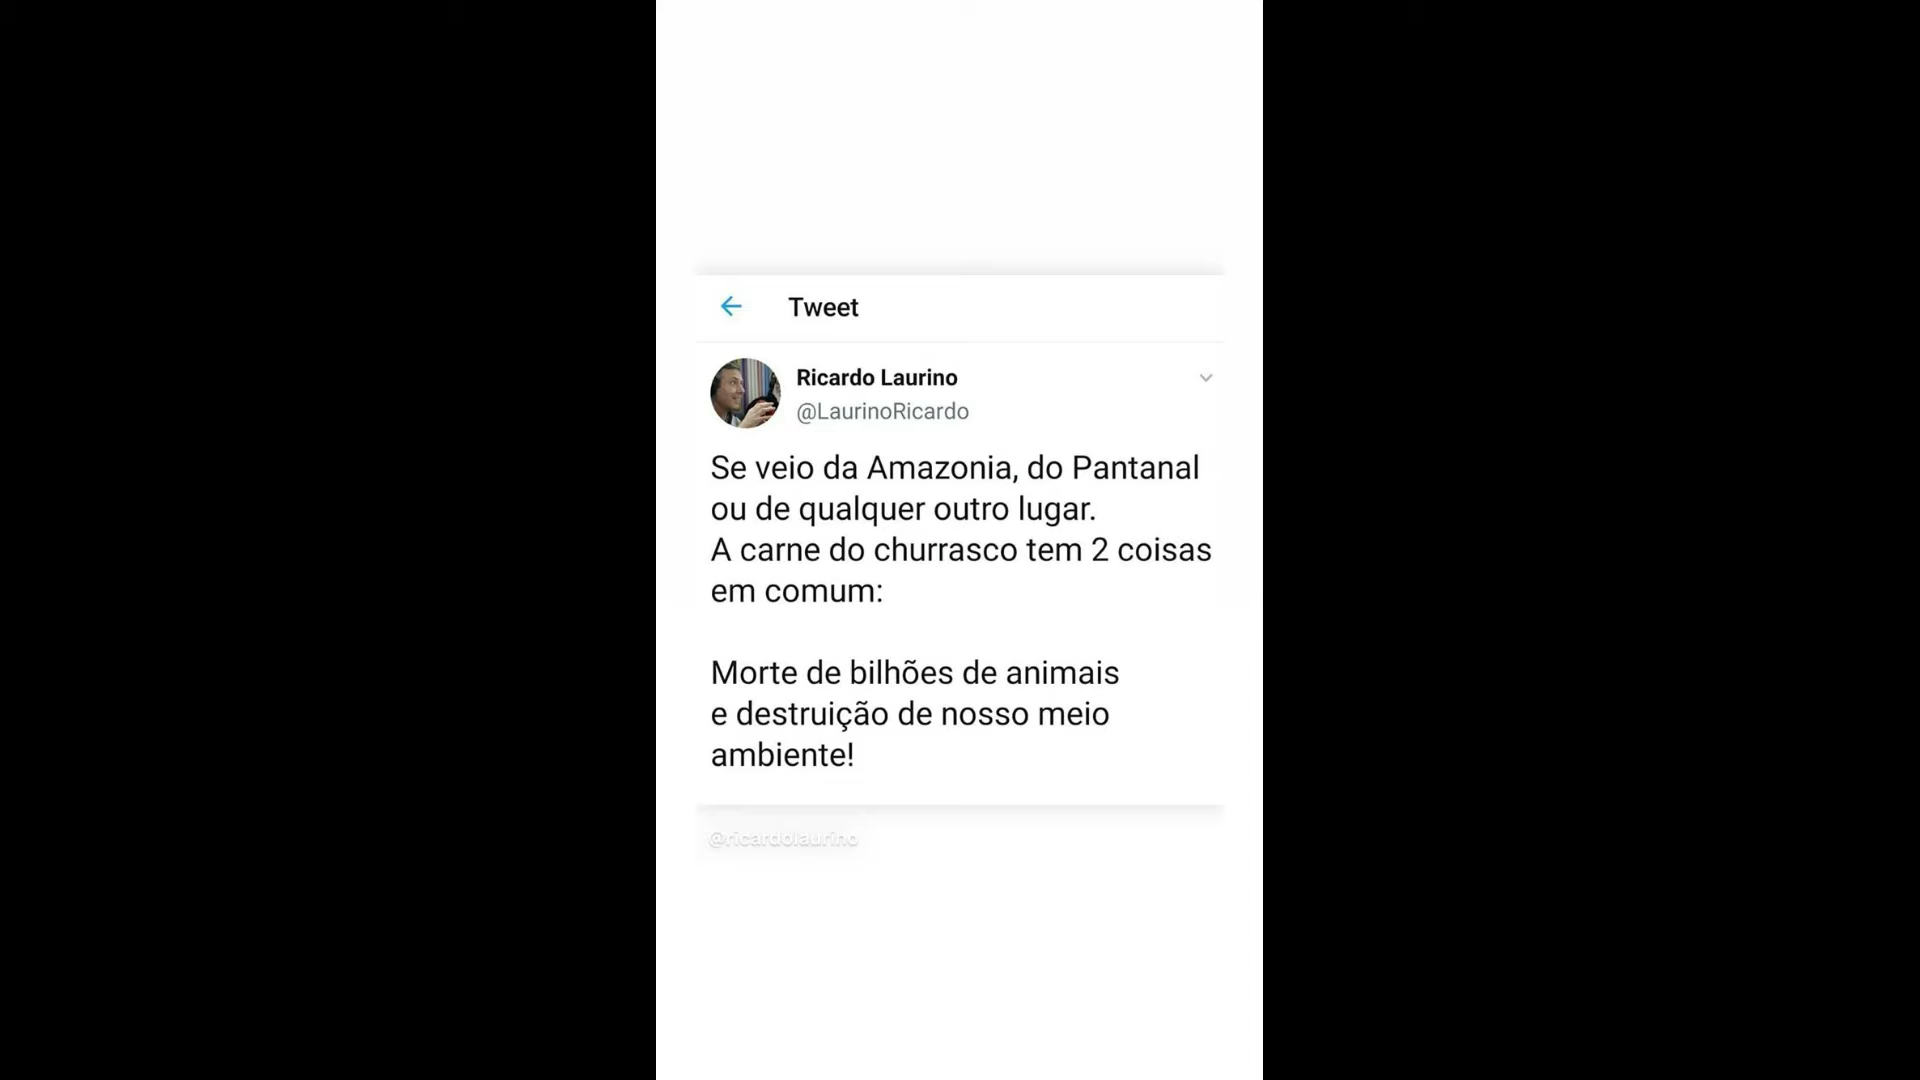 Tweet
Ricardo Laurino
@LaurinoRicardo
Se veio da Amazonia, do Pantanal
ou de qualquer outro lugar.
A carne do churrasco tem 2 coisas
em comum:
Morte de bilhões de animais
e destruição de nosso meio
ambiente!
@ricardolaurino